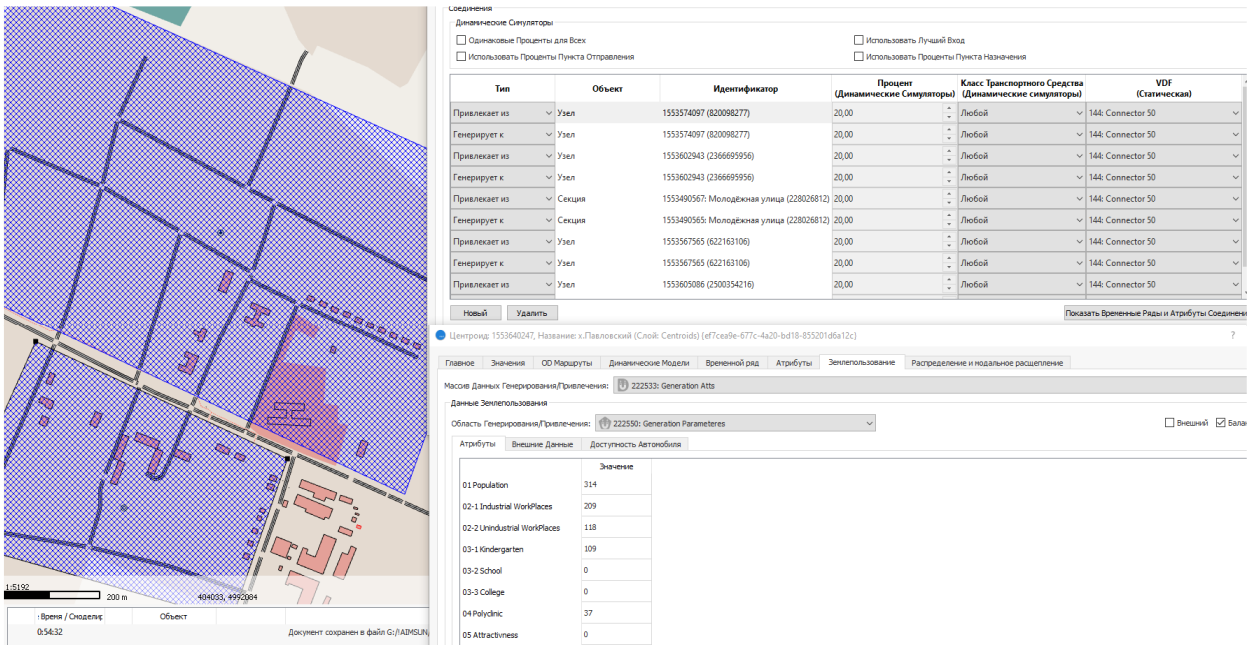 Соединения
Динамические Симуляторы
Одинаковые Проценты для Всех
Использовать Лучший Вход
Использовать Проценты Пункта Отправления
Использовать Проценты Пункта Назначения
Тип Объект Идентификатор Процент (Динамические Симуляторы) Класс Транспортного Средства (Динамические симуляторы) VDF (Статическая)
Привлекает из Узел 1553574097 (820098277) 20,00 Любой 144: Connector 50
Генерирует к Узел 1553574097 (820098277) 20,00 Любой 144: Connector 50
Привлекает из Узел 1553602943 (2366695956) 20,00 Любой 144: Connector 50
Генерирует к Узел 1553602943 (2366695956) 20,00 Любой 144: Connector 50
Привлекает из Секция 1553490567: Молодёжная улица (228026812) 20,00 Любой 144: Connector 50
Генерирует к Секция 1553490565: Молодёжная улица (228026812) 20,00 Любой 144: Connector 50
Привлекает из Узел 1553567565 (622163106) 20,00 Любой 144: Connector 50
Генерирует к Узел 1553567565 (622163106) 20,00 Любой 144: Connector 50
Привлекает из Узел 1553605086 (2500354216) 20,00 Любой 144: Connector 50
Новый Удалить Показать Временные Ряды и Атрибуты Соединени
Центроид: 1553640247, Название: х.Павловский (Слой: Centroids) {ef7cea9e-677c-4a20-bd18-855201d6a12c} ?
Главное Значения OD Маршруты Динамические Модели Временной ряд Атрибуты Землепользование Распределение и модальное расщепление
Массив Данных Генерирования/Привлечения: 222533: Generation Atts
Данные Землепользования
Область Генерирования/Привлечения: 222550: Generation Parameteres Внешний Балан
Атрибуты Внешние Данные Доступность Автомобиля
Значение
01 Population 314
02-1 Industrial WorkPlaces 209
02-2 Unindustrial WorkPlaces 118
03-1 Kindergarten 109
03-2 School 0
03-3 College 0
04 Polyclinic 37
05 Attractivness 0
1:5192
200 m
404033, 4992084
Время / Смоделир Объект
0:54:32 Документ сохранен в файл G:/!AIMSUN/